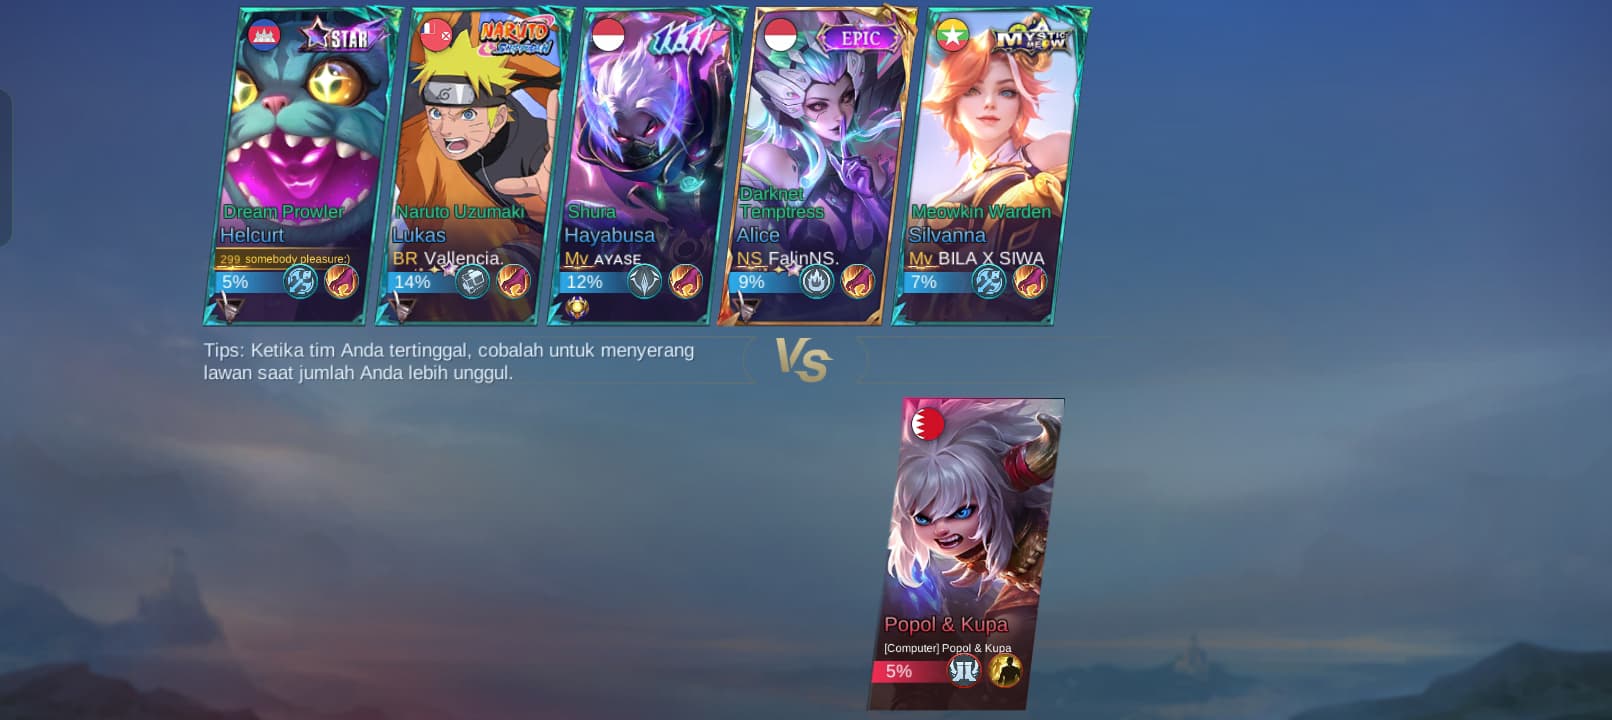 STAR
Dream Prowler
Helcurt
299 somebody pleasure:)
5%
NARUTO
SHIPPUDEN
Naruto Uzumaki
Lukas
BR Vallencia.
14%
Shura
Hayabusa
Mv AYASE
12%
EPIC
Darknet
Temptress
Alice
NS FalinNS.
9%
MYSTIC
MEOW
Meowkin Warden
Silvanna
Mv BILA X SIWA
7%
Tips: Ketika tim Anda tertinggal, cobalah untuk menyerang
lawan saat jumlah Anda lebih unggul.
VS
Popol & Kupa
[Computer] Popol & Kupa
5%